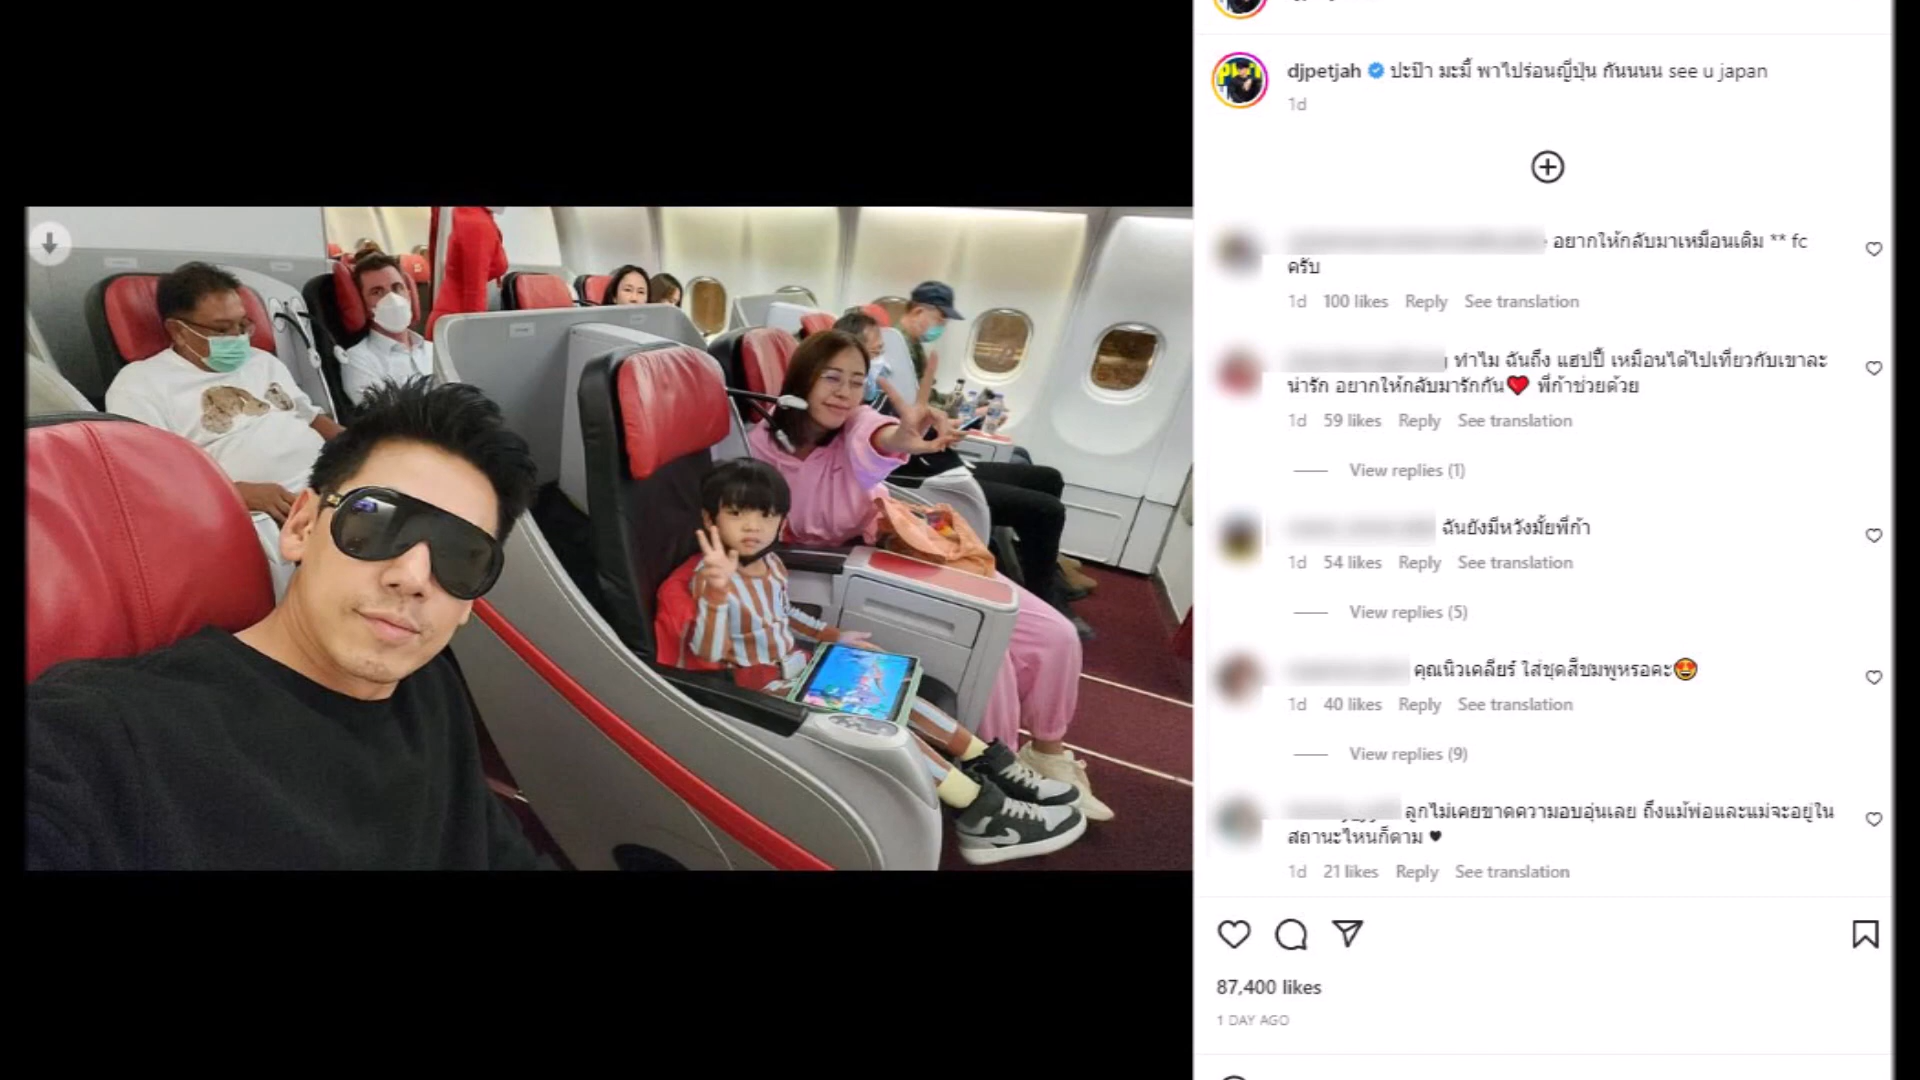 djpetjah ปะป๊า มะมี้ พาไปร่อนญี่ปุ่น กันนนน see u japan
1d
อยากให้กลับมาเหมือนเดิม ** fc
ครับ
1d 100 likes Reply See translation
ทำไม ฉันถึง แฮปปี้ เหมือนได้ไปเที่ยวกับเขาละ
น่ารัก อยากให้กลับมารักกัน❤️ พี่ก้าช่วยด้วย
1d 59 likes Reply See translation
View replies (1)
ฉันยังมีหวังมั้ยพี่ก้า
1d 54 likes Reply See translation
View replies (5)
คุณนิวเคลียร์ ใส่ชุดสีชมพูหรอคะ😍
1d 40 likes Reply See translation
View replies (9)
ลูกไม่เคยขาดความอบอุ่นเลย ถึงแม้พ่อและแม่จะอยู่ใน
สถานะไหนก็ตาม ♥
1d 21 likes Reply See translation
87,400 likes
1 DAY AGO